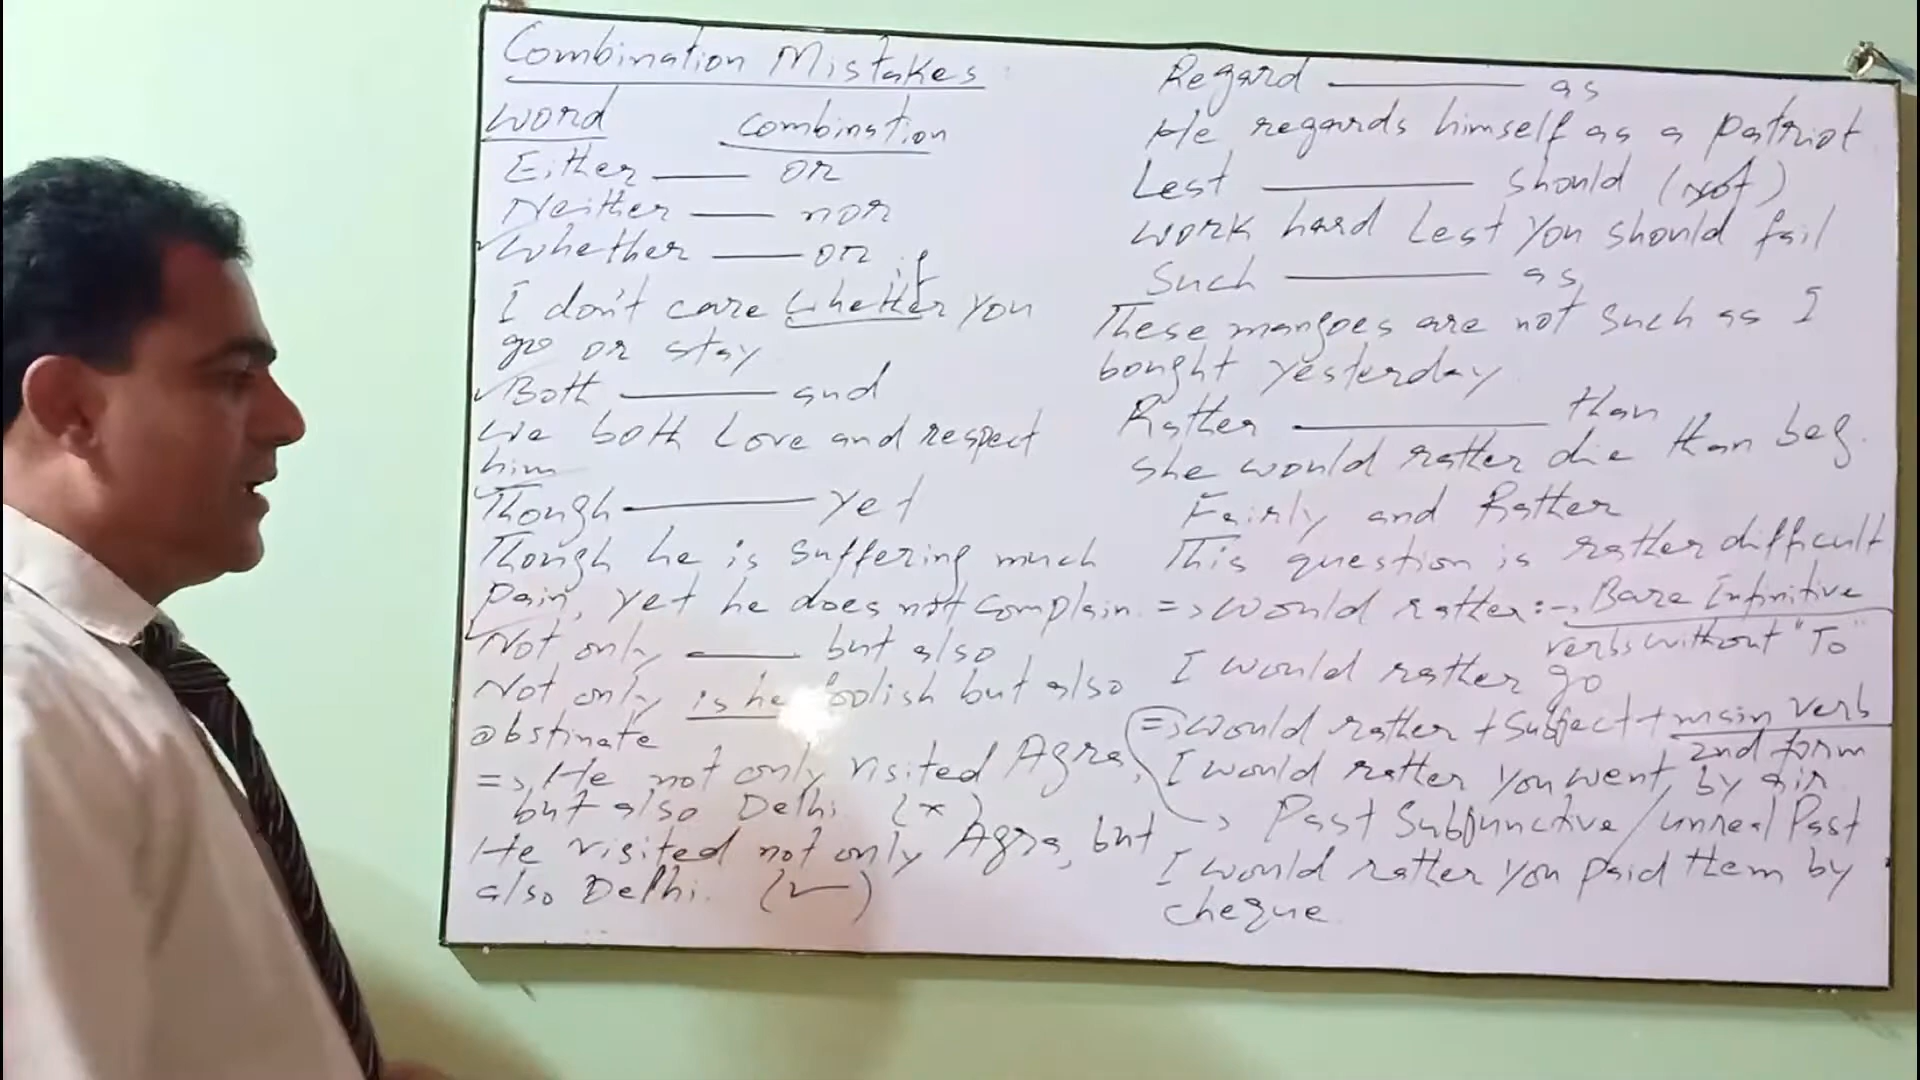 Combination Mistakes
Word combination
Either —— or
Neither —— nor
Whether —— or
if
I don't care whether you
go or stay
Both —— and
We both Love and respect
him
Though —— yet
Though he is suffering much
pain, yet he does not complain.
Not only —— but also
Not only is he foolish but also
obstinate
=> He not only visited Agra,
but also Delhi. (x)
He visited not only Agra, but
also Delhi. (✓)
Regard —— as
He regards himself as a patriot
Lest —— should (not)
Work hard Lest you should fail
Such —— as
These mangoes are not such as I
bought yesterday.
Rather —— than
She would rather die than beg.
Fairly and Rather
This question is rather difficult
=> would rather :-> Bare Infinitive
verbs without "To"
I would rather go
=> would rather + Subject + main verb
2nd form
I would rather you went by air
-> Past Subjunctive / unreal Past
I would rather you paid them by
cheque.